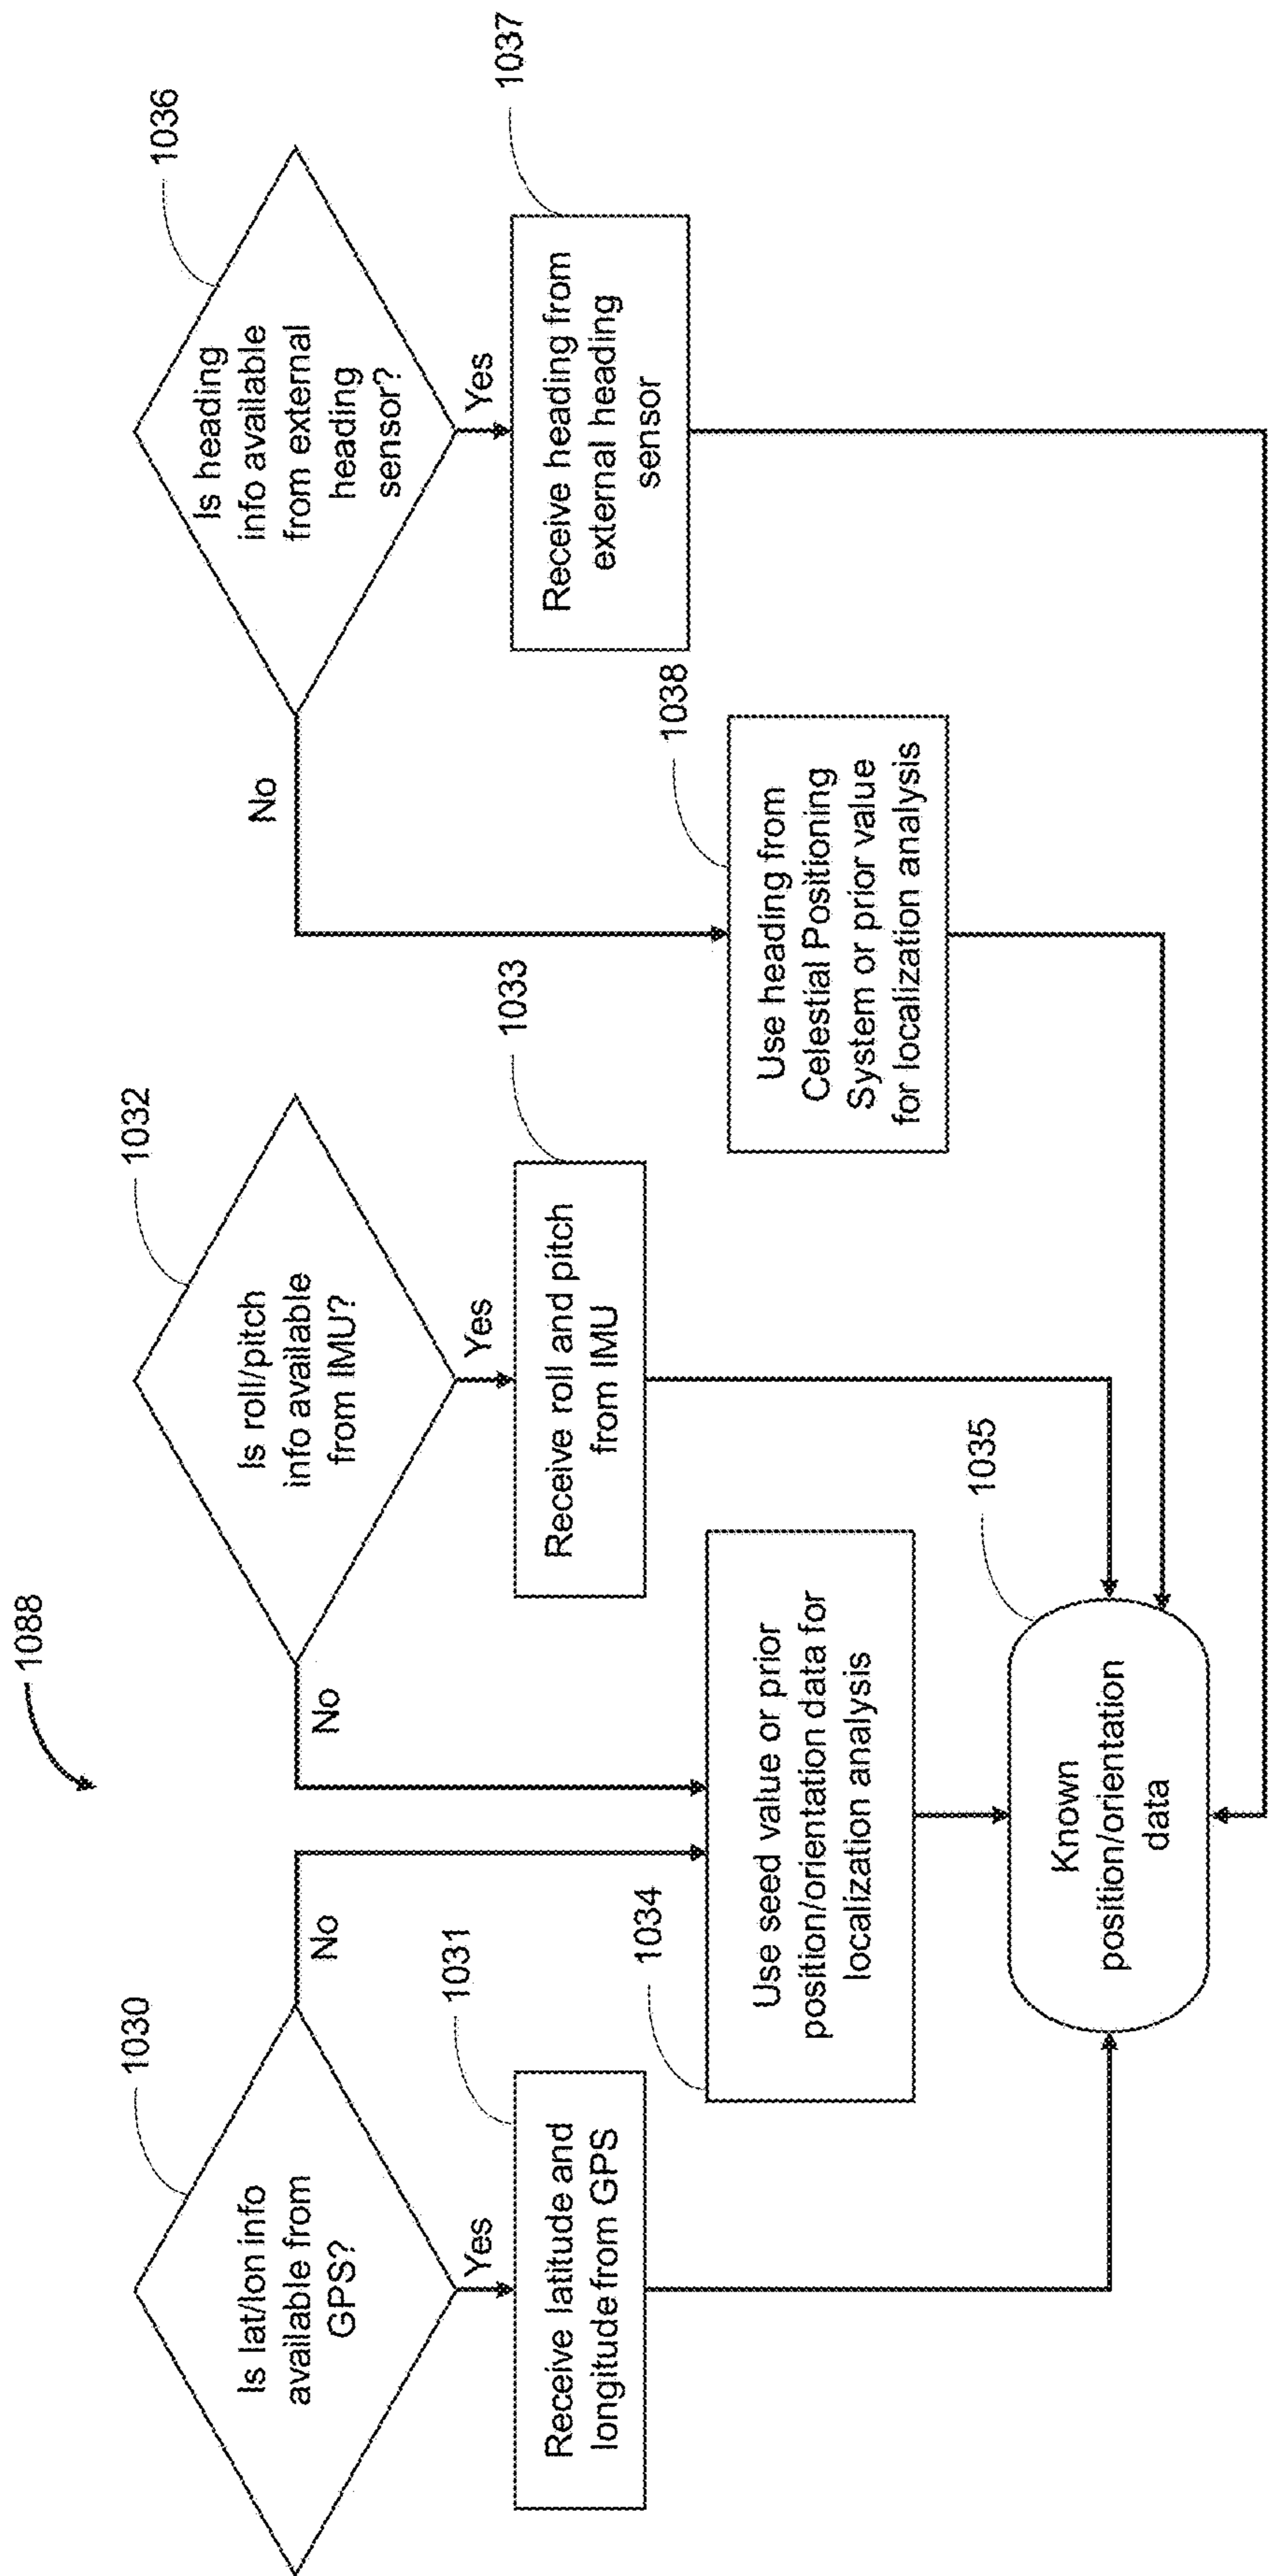 1088
1030
Is lat/lon info
available from
GPS?
No
Yes
1031
Receive latitude and
longitude from GPS
1032
Is roll/pitch
info available
from IMU?
No
Yes
1033
Receive roll and pitch
from IMU
1034
Use seed value or prior
position/orientation data for
localization analysis
1035
Known
position/orientation
data
1036
Is heading
info available
from external
heading
sensor?
No
Yes
1037
Receive heading from
external heading
sensor
1038
Use heading from
Celestial Positioning
System or prior value
for localization analysis